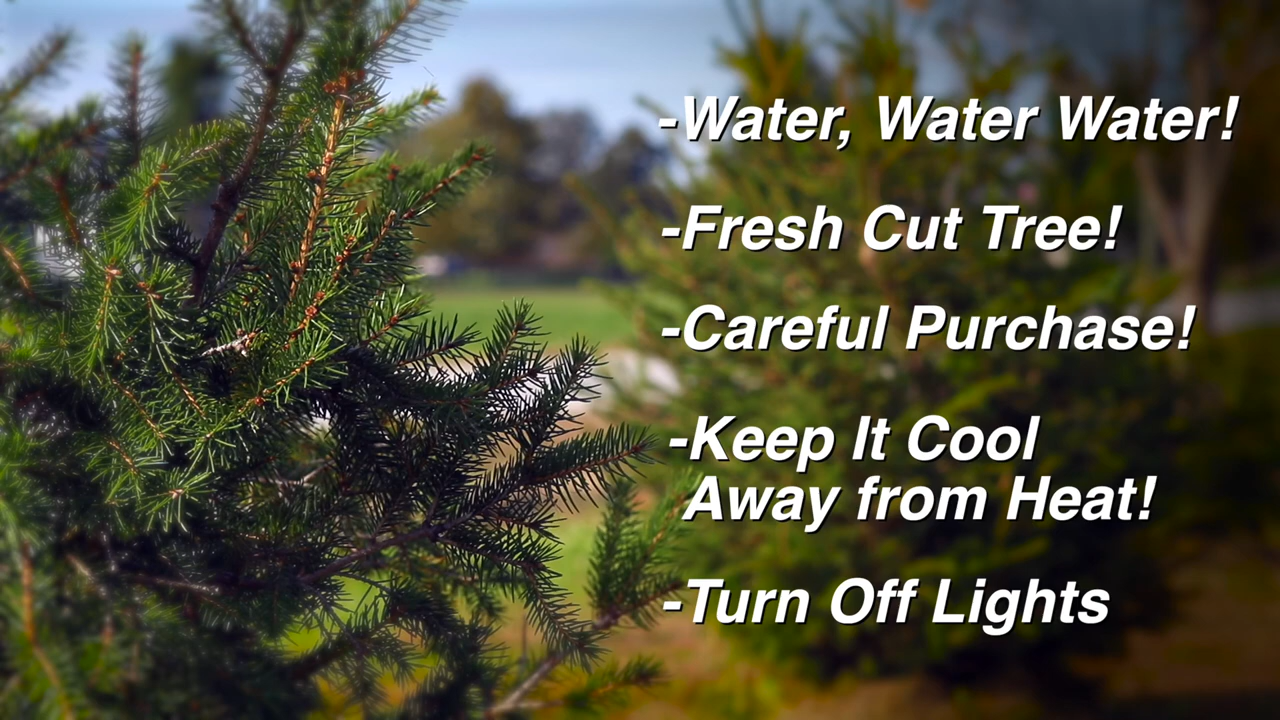 -Water, Water Water!
-Fresh Cut Tree!
-Careful Purchase!
-Keep It Cool
Away from Heat!
-Turn Off Lights